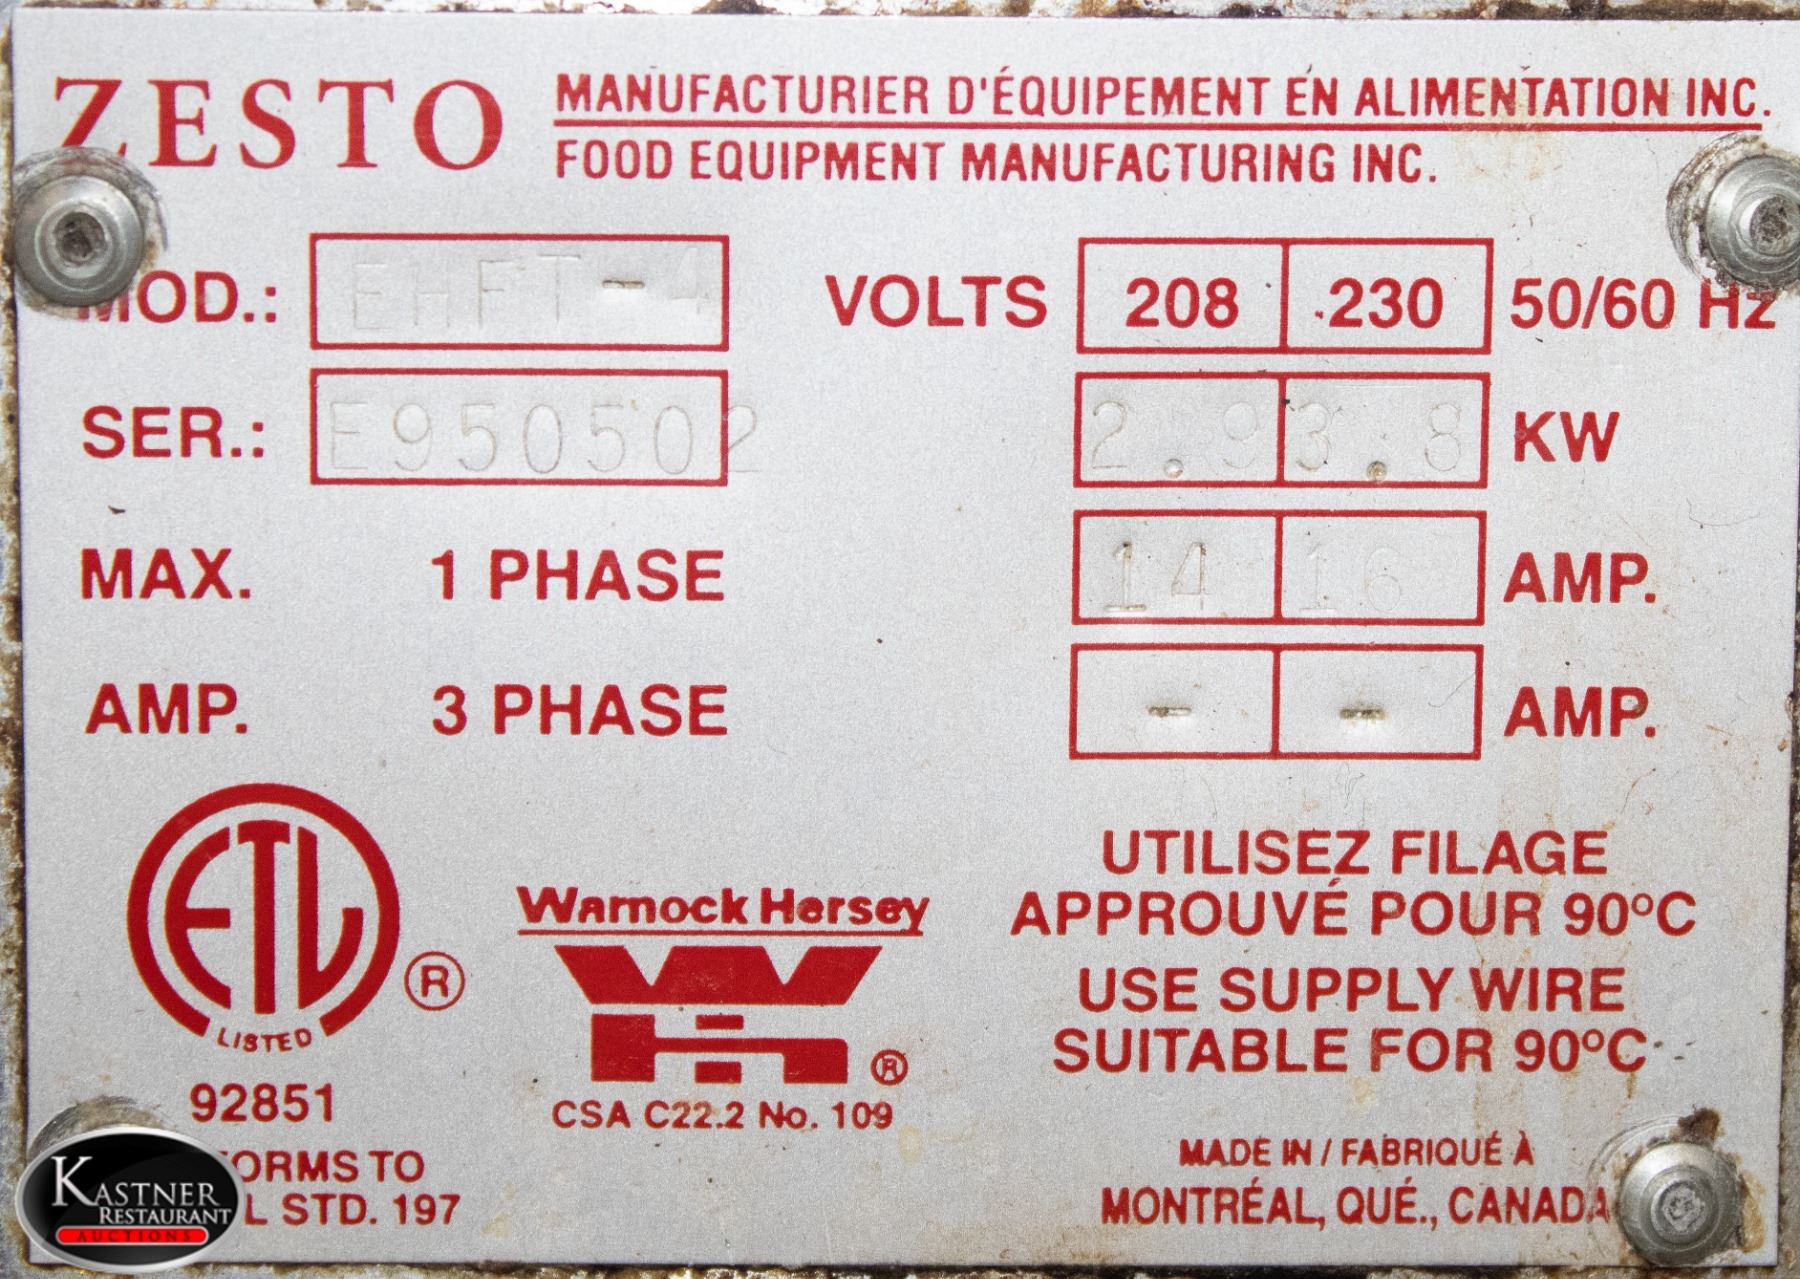 ZESTO MANUFACTURIER D'ÉQUIPEMENT EN ALIMENTATION INC.
FOOD EQUIPMENT MANUFACTURING INC.
MOD.: EHFT-4 VOLTS 208 230 50/60 Hz
SER.: E950502 2.9 3.8 KW
MAX. 1 PHASE 14 16 AMP.
AMP. 3 PHASE - - AMP.
ETL
LISTED
®
92851
ORMS TO
L STD. 197
Warnock Hersey
WH
®
CSA C22.2 No. 109
UTILISEZ FILAGE
APPROUVÉ POUR 90°C
USE SUPPLY WIRE
SUITABLE FOR 90°C
MADE IN / FABRIQUÉ À
MONTRÉAL, QUÉ., CANADA
KASTNER
RESTAURANT
AUCTIONS